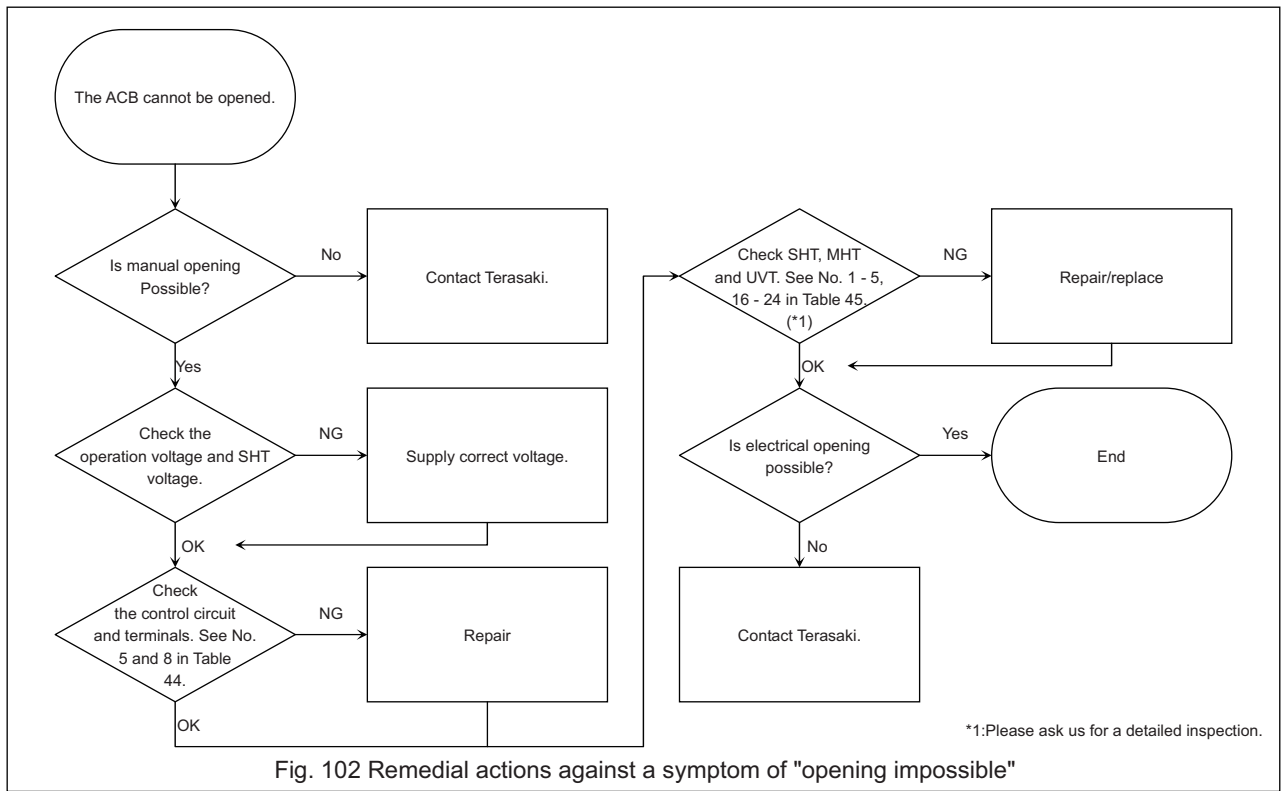 The ACB cannot be opened.
Is manual opening
Possible?
No
Contact Terasaki.
Yes
Check the
operation voltage and SHT
voltage.
NG
Supply correct voltage.
OK
Check
the control circuit
and terminals. See No.
5 and 8 in Table
44.
NG
Repair
OK
Check SHT, MHT
and UVT. See No. 1 - 5,
16 - 24 in Table 45.
(*1)
NG
Repair/replace
OK
Is electrical opening
possible?
Yes
End
No
Contact Terasaki.
*1:Please ask us for a detailed inspection.
Fig. 102 Remedial actions against a symptom of "opening impossible"